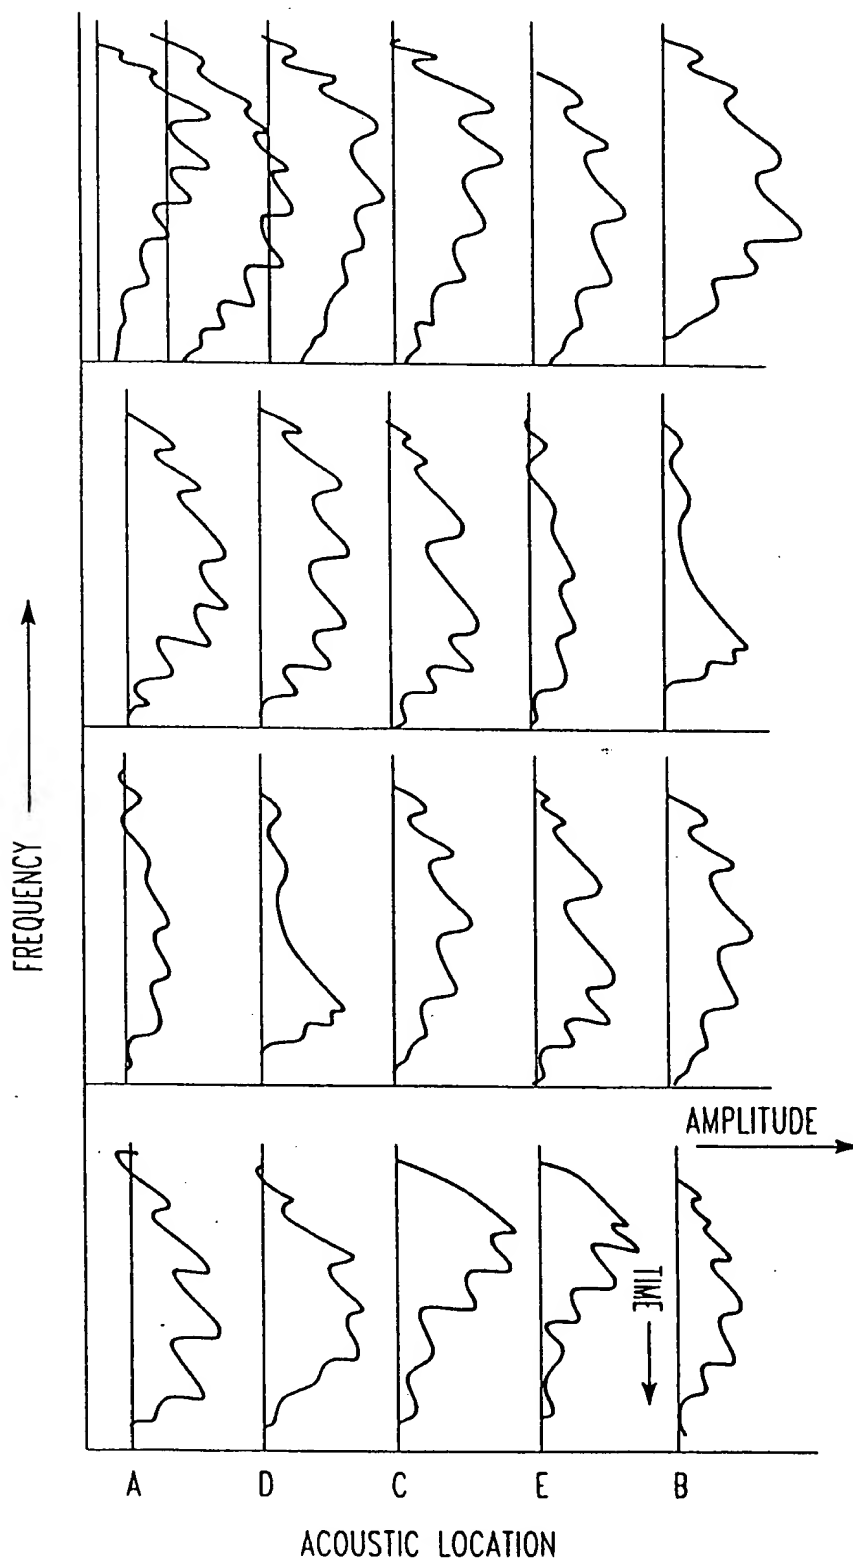 FREQUENCY
AMPLITUDE
TIME
A D C E B
ACOUSTIC LOCATION